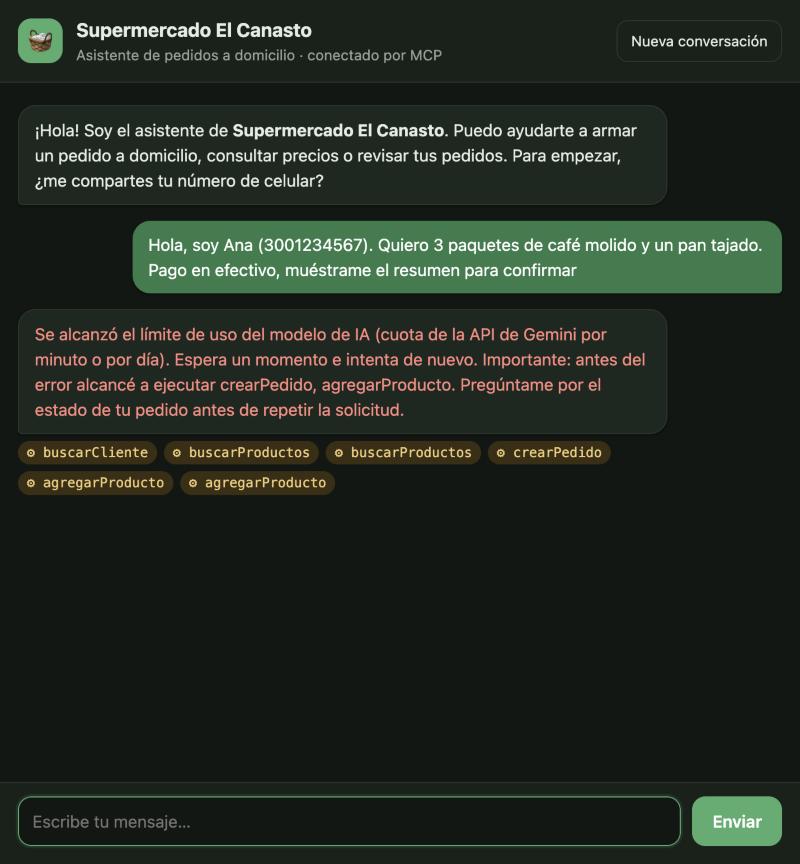 Supermercado El Canasto
Asistente de pedidos a domicilio · conectado por MCP
Nueva conversación
¡Hola! Soy el asistente de Supermercado El Canasto. Puedo ayudarte a armar
un pedido a domicilio, consultar precios o revisar tus pedidos. Para empezar,
¿me compartes tu número de celular?
Hola, soy Ana (3001234567). Quiero 3 paquetes de café molido y un pan tajado.
Pago en efectivo, muéstrame el resumen para confirmar
Se alcanzó el límite de uso del modelo de IA (cuota de la API de Gemini por
minuto o por día). Espera un momento e intenta de nuevo. Importante: antes del
error alcancé a ejecutar crearPedido, agregarProducto. Pregúntame por el
estado de tu pedido antes de repetir la solicitud.
⚙ buscarCliente ⚙ buscarProductos ⚙ buscarProductos ⚙ crearPedido
⚙ agregarProducto ⚙ agregarProducto
Escribe tu mensaje...
Enviar